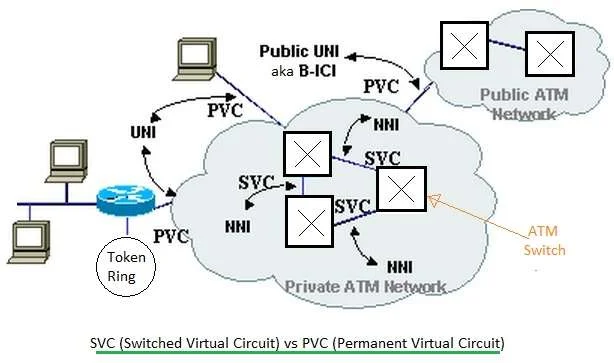 Public UNI
aka B-ICI
PVC
Public ATM
Network
PVC
UNI
NNI
SVC
SVC
SVC
NNI
PVC
Token
Ring
NNI
ATM
Switch
Private ATM Network
SVC (Switched Virtual Circuit) vs PVC (Permanent Virtual Circuit)